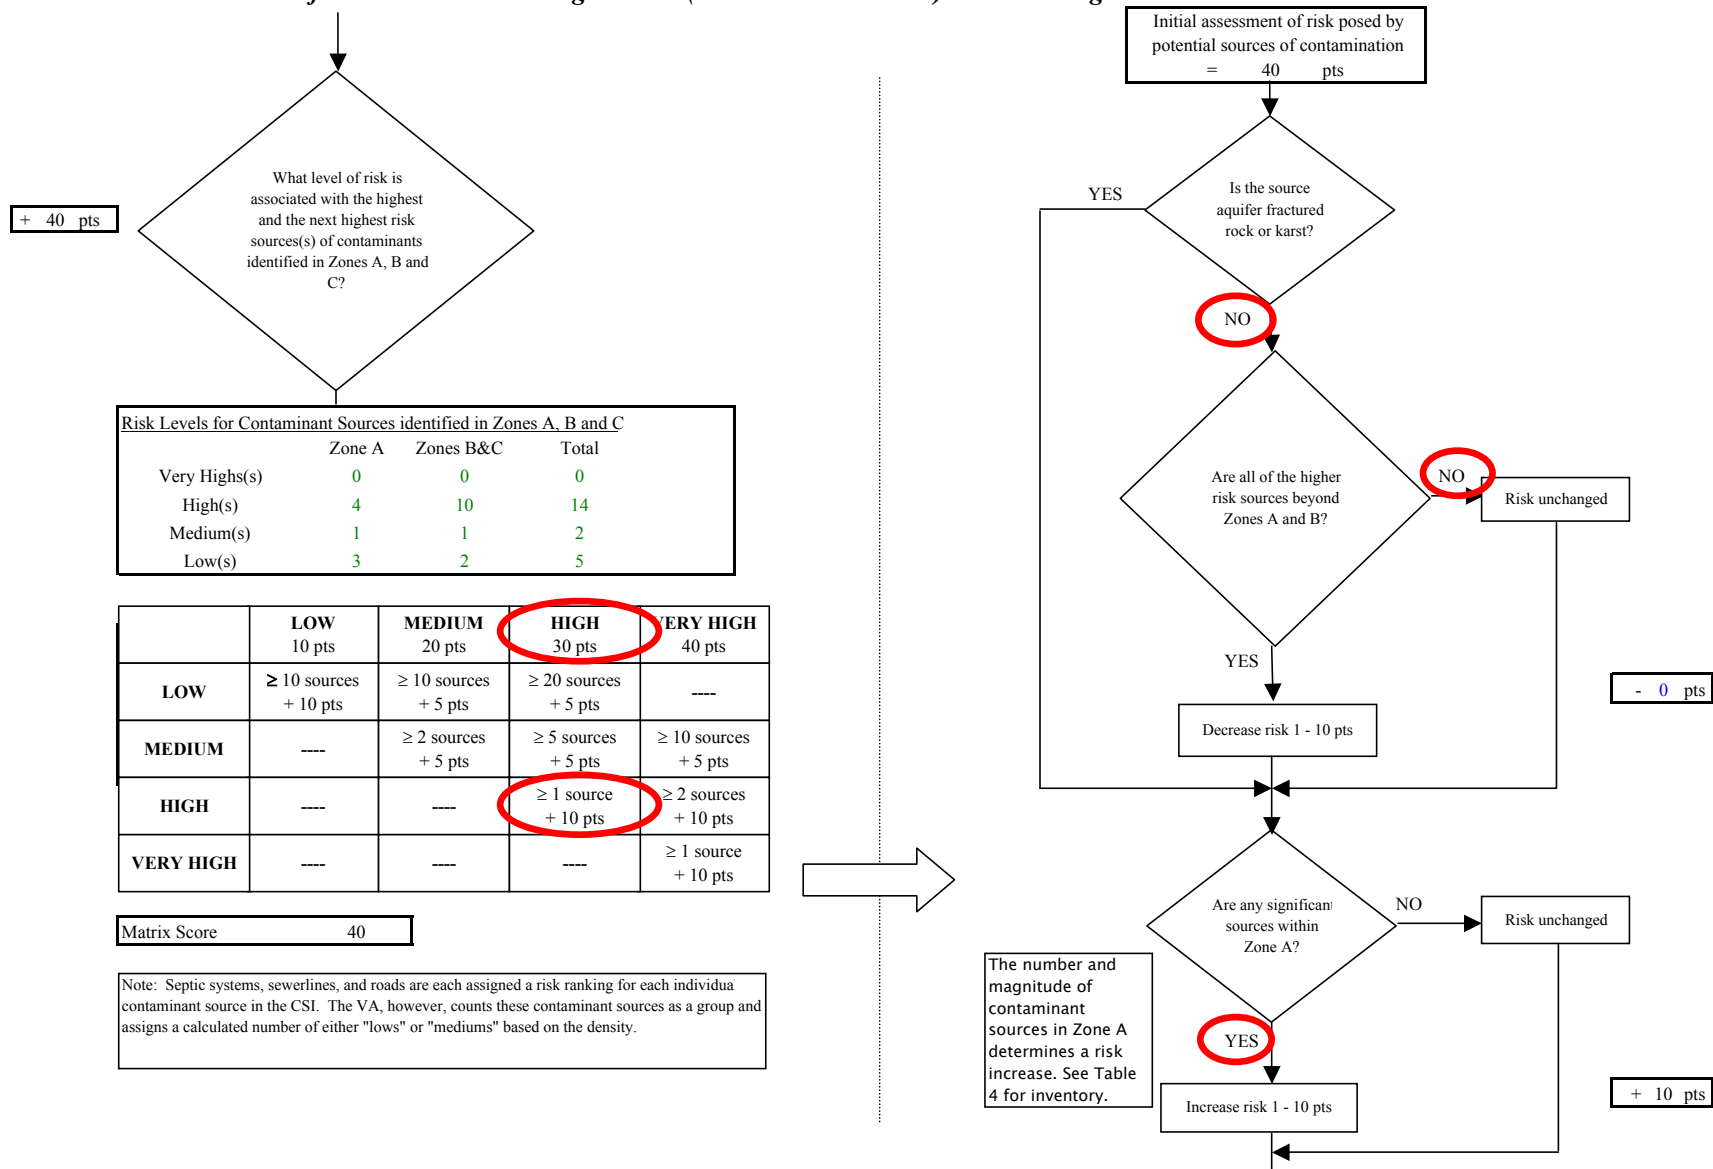 What level of risk is
associated with the highest
and the next highest risk
sources(s) of contaminants
identified in Zones A, B and
C?
+ 40 pts
Risk Levels for Contaminant Sources identified in Zones A, B and C
Zone A Zones B&C Total
Very Highs(s) 0 0 0
High(s) 4 10 14
Medium(s) 1 1 2
Low(s) 3 2 5
LOW MEDIUM HIGH VERY HIGH
10 pts 20 pts 30 pts 40 pts
LOW ≥ 10 sources ≥ 10 sources ≥ 20 sources ----
+ 10 pts + 5 pts + 5 pts
MEDIUM ---- ≥ 2 sources ≥ 5 sources ≥ 10 sources
+ 5 pts + 5 pts + 5 pts
HIGH ---- ---- ≥ 1 source ≥ 2 sources
+ 10 pts + 10 pts
VERY HIGH ---- ---- ---- ≥ 1 source
+ 10 pts
Matrix Score 40
Note: Septic systems, sewerlines, and roads are each assigned a risk ranking for each individua
contaminant source in the CSI. The VA, however, counts these contaminant sources as a group and
assigns a calculated number of either "lows" or "mediums" based on the density.
Initial assessment of risk posed by
potential sources of contamination
= 40 pts
Is the source
aquifer fractured
rock or karst?
YES
NO
Are all of the higher
risk sources beyond
Zones A and B?
NO
Risk unchanged
YES
Decrease risk 1 - 10 pts
- 0 pts
Are any significant
sources within
Zone A?
NO
Risk unchanged
The number and
magnitude of
contaminant
sources in Zone A
determines a risk
increase. See Table
4 for inventory.
YES
Increase risk 1 - 10 pts
+ 10 pts